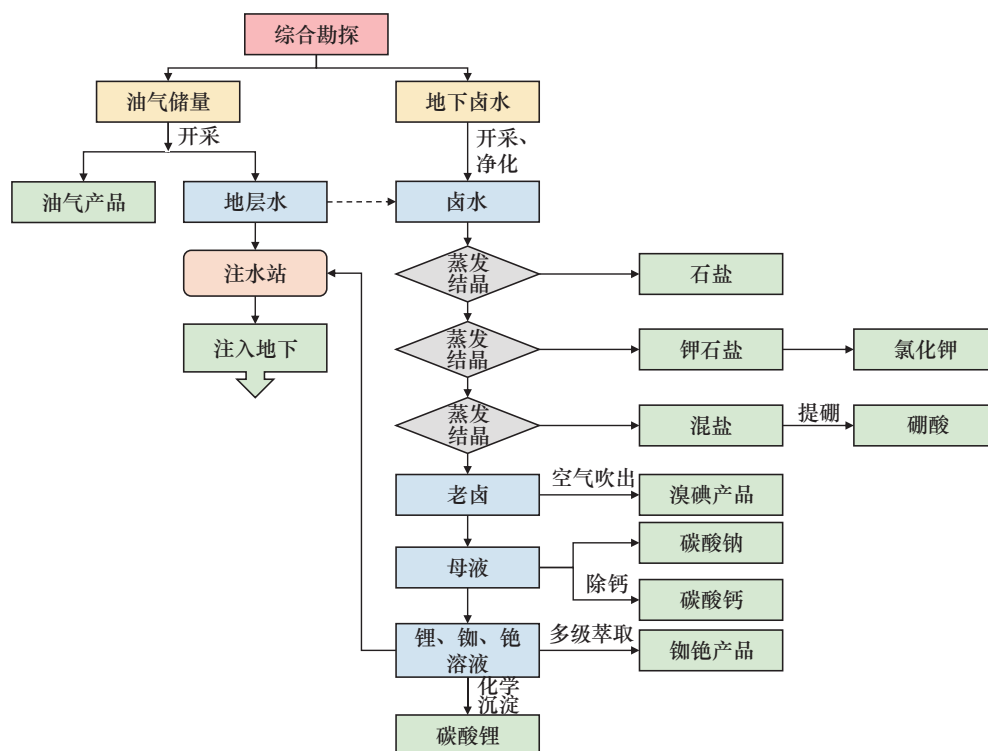 综合勘探
油气储量
地下卤水
开采
开采、
净化
油气产品
地层水
卤水
注水站
蒸发
结晶
石盐
注入地下
蒸发
结晶
钾石盐
氯化钾
蒸发
结晶
混盐
提硼
硼酸
老卤
空气吹出
溴碘产品
母液
碳酸钠
除钙
碳酸钙
锂、铷、铯
溶液
多级萃取
铷铯产品
化学
沉淀
碳酸锂